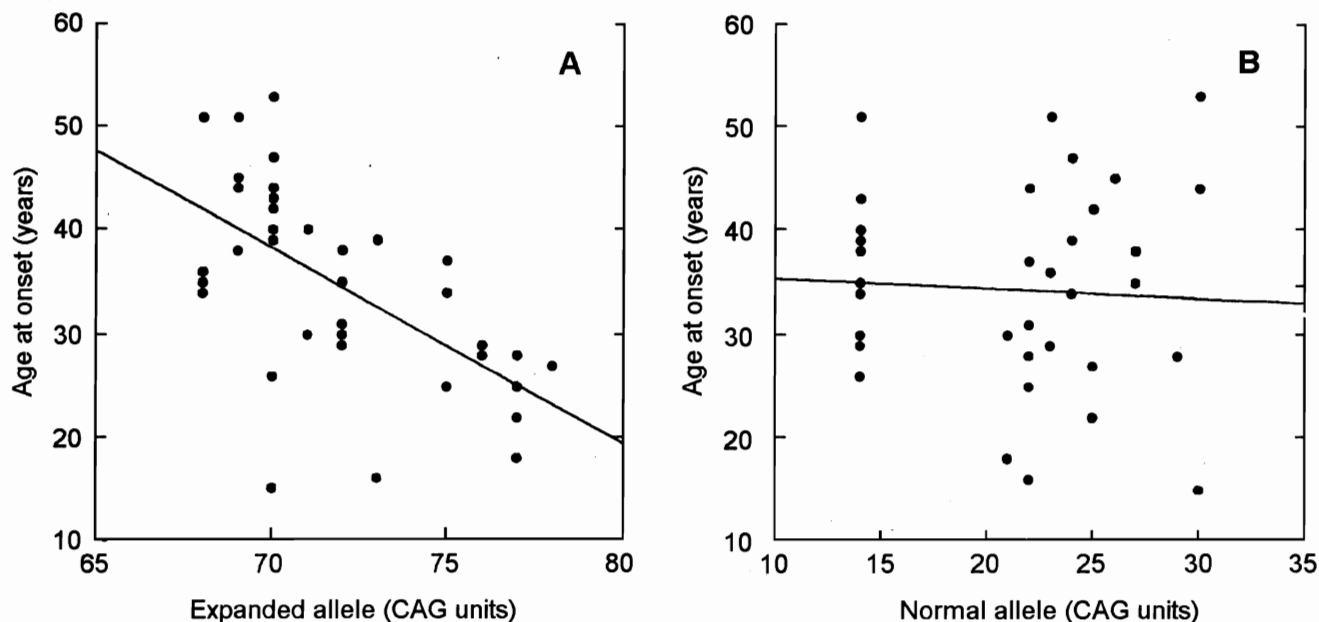 A
Age at onset (years)
60
50
40
30
20
10
65 70 75 80
Expanded allele (CAG units)
B
Age at onset (years)
60
50
40
30
20
10
10 15 20 25 30 35
Normal allele (CAG units)